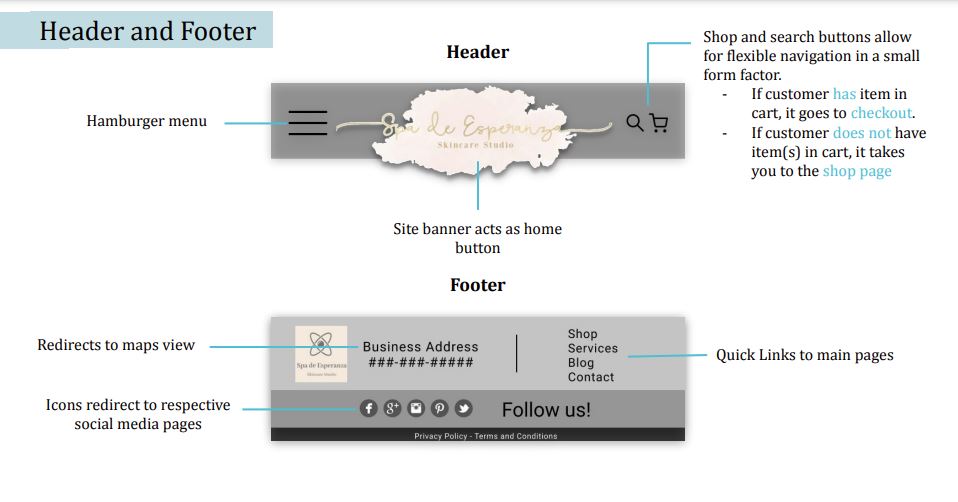 Header and Footer
Header
Shop and search buttons allow
for flexible navigation in a small
form factor.
- If customer has item in
cart, it goes to checkout.
- If customer does not have
item(s) in cart, it takes
you to the shop page
Hamburger menu
Spa de Esperanza
Skincare Studio
Site banner acts as home
button
Footer
Redirects to maps view
Spa de Esperanza
Skincare Studio
Business Address
###-###-#####
Shop
Services
Blog
Contact
Quick Links to main pages
Icons redirect to respective
social media pages
f g+ Follow us!
Privacy Policy - Terms and Conditions